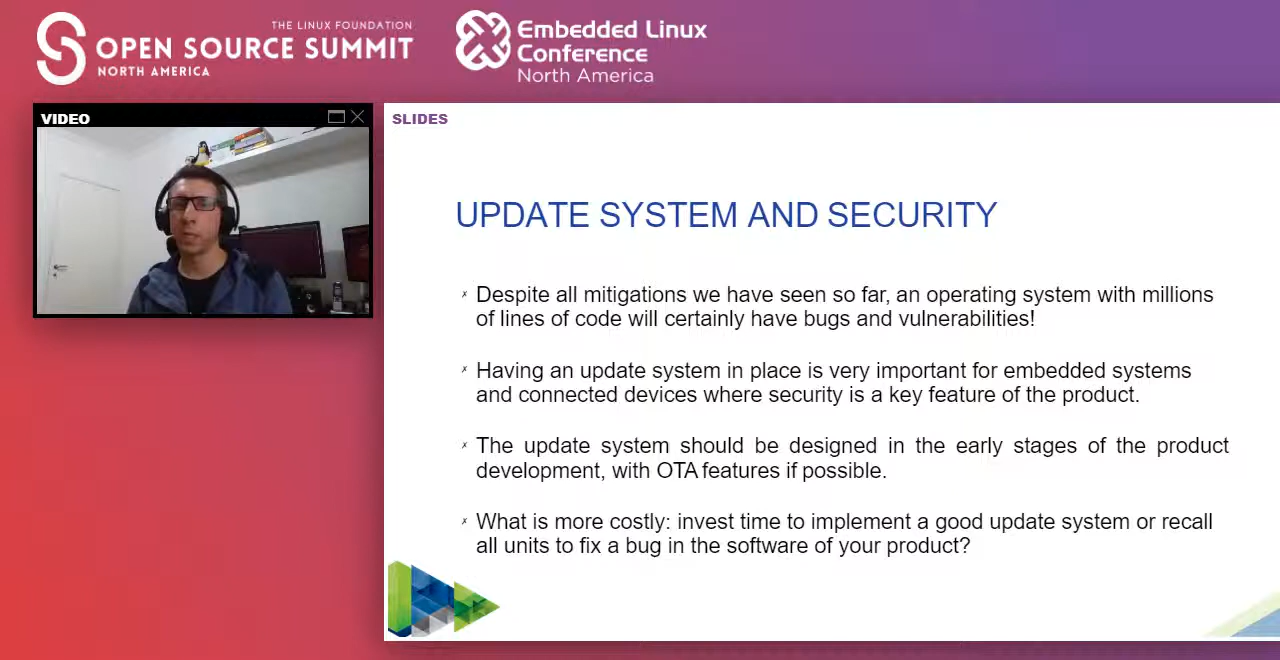 THE LINUX FOUNDATION
OPEN SOURCE SUMMIT
NORTH AMERICA
Embedded Linux
Conference
North America
VIDEO
SLIDES
UPDATE SYSTEM AND SECURITY
Despite all mitigations we have seen so far, an operating system with millions
of lines of code will certainly have bugs and vulnerabilities!
Having an update system in place is very important for embedded systems
and connected devices where security is a key feature of the product.
The update system should be designed in the early stages of the product
development, with OTA features if possible.
What is more costly: invest time to implement a good update system or recall
all units to fix a bug in the software of your product?